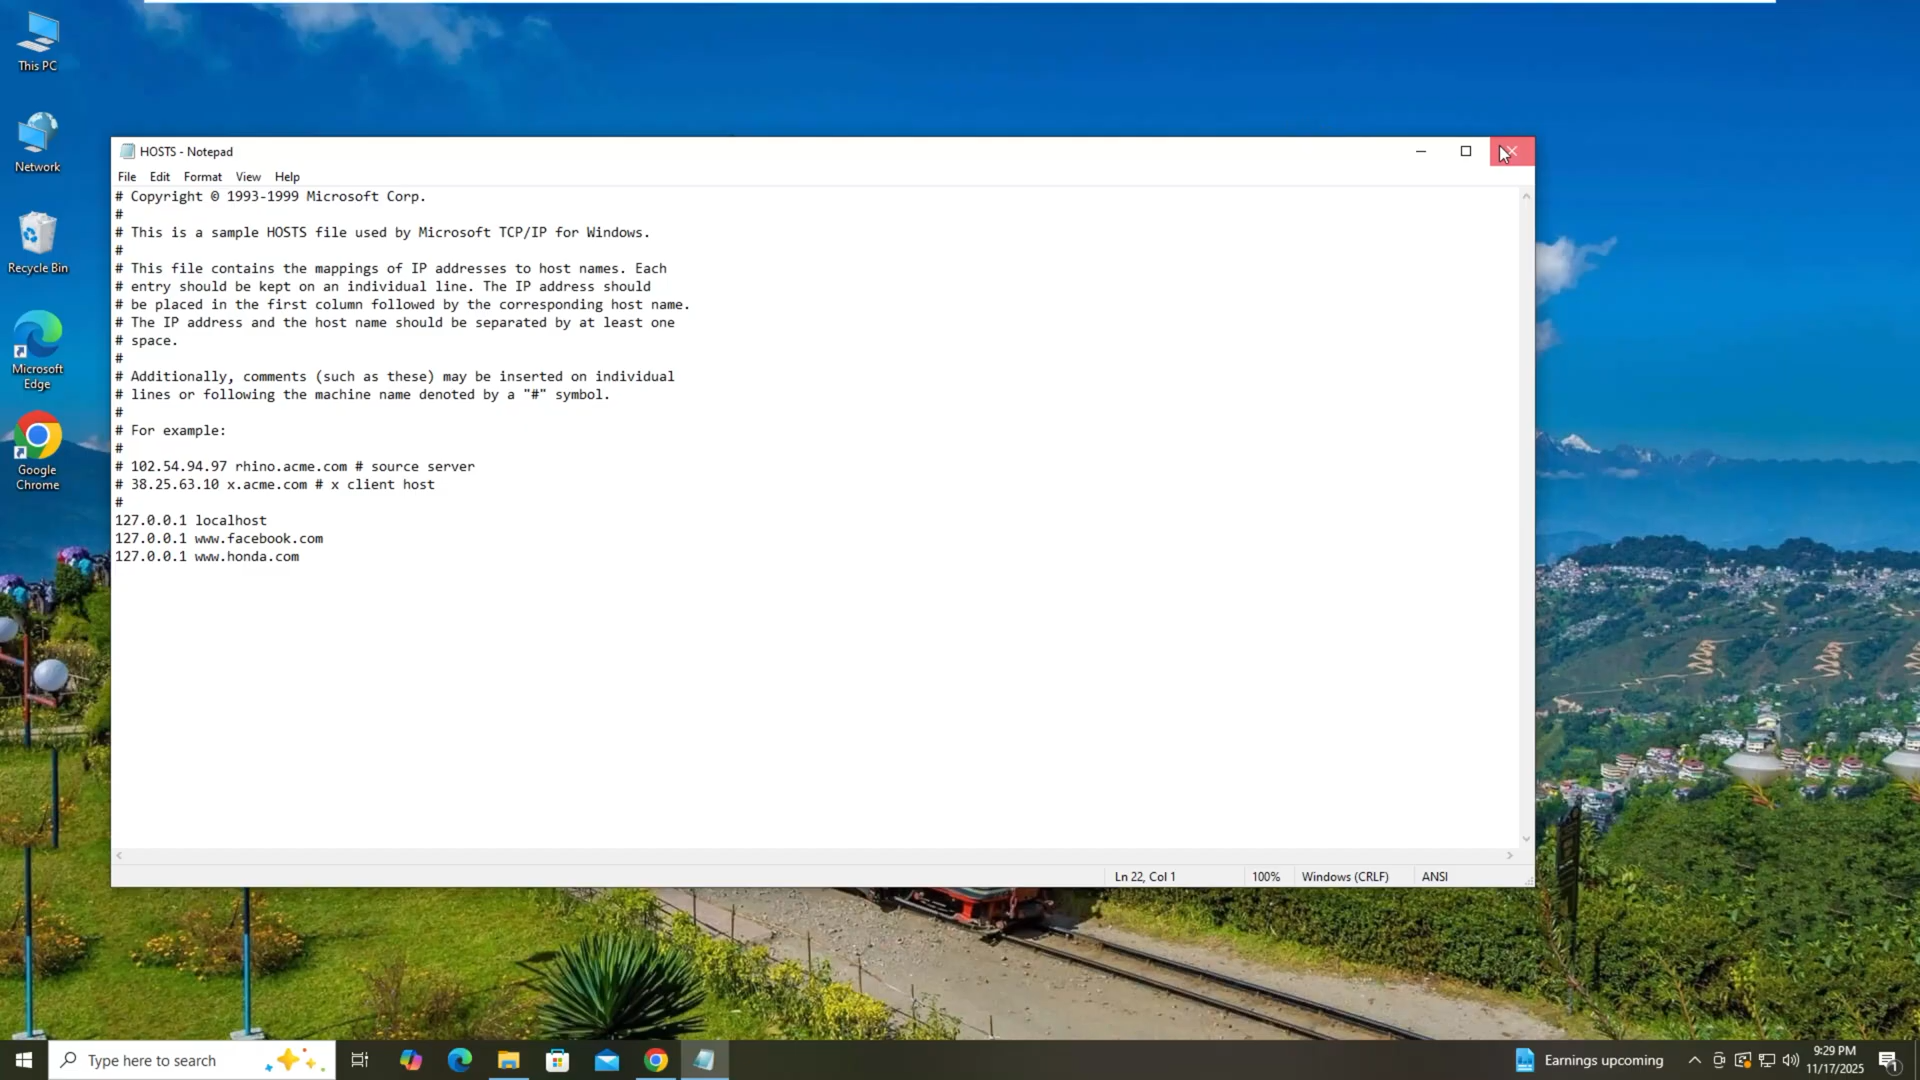 This PC
Network
Recycle Bin
Microsoft
Edge
Google
Chrome
HOSTS - Notepad
File Edit Format View Help
# Copyright © 1993-1999 Microsoft Corp.
#
# This is a sample HOSTS file used by Microsoft TCP/IP for Windows.
#
# This file contains the mappings of IP addresses to host names. Each
# entry should be kept on an individual line. The IP address should
# be placed in the first column followed by the corresponding host name.
# The IP address and the host name should be separated by at least one
# space.
#
# Additionally, comments (such as these) may be inserted on individual
# lines or following the machine name denoted by a "#" symbol.
#
# For example:
#
# 102.54.94.97 rhino.acme.com # source server
# 38.25.63.10 x.acme.com # x client host
#
127.0.0.1 localhost
127.0.0.1 www.facebook.com
127.0.0.1 www.honda.com
Ln 22, Col 1 100% Windows (CRLF) ANSI
Type here to search
Earnings upcoming
9:29 PM
11/17/2025
1